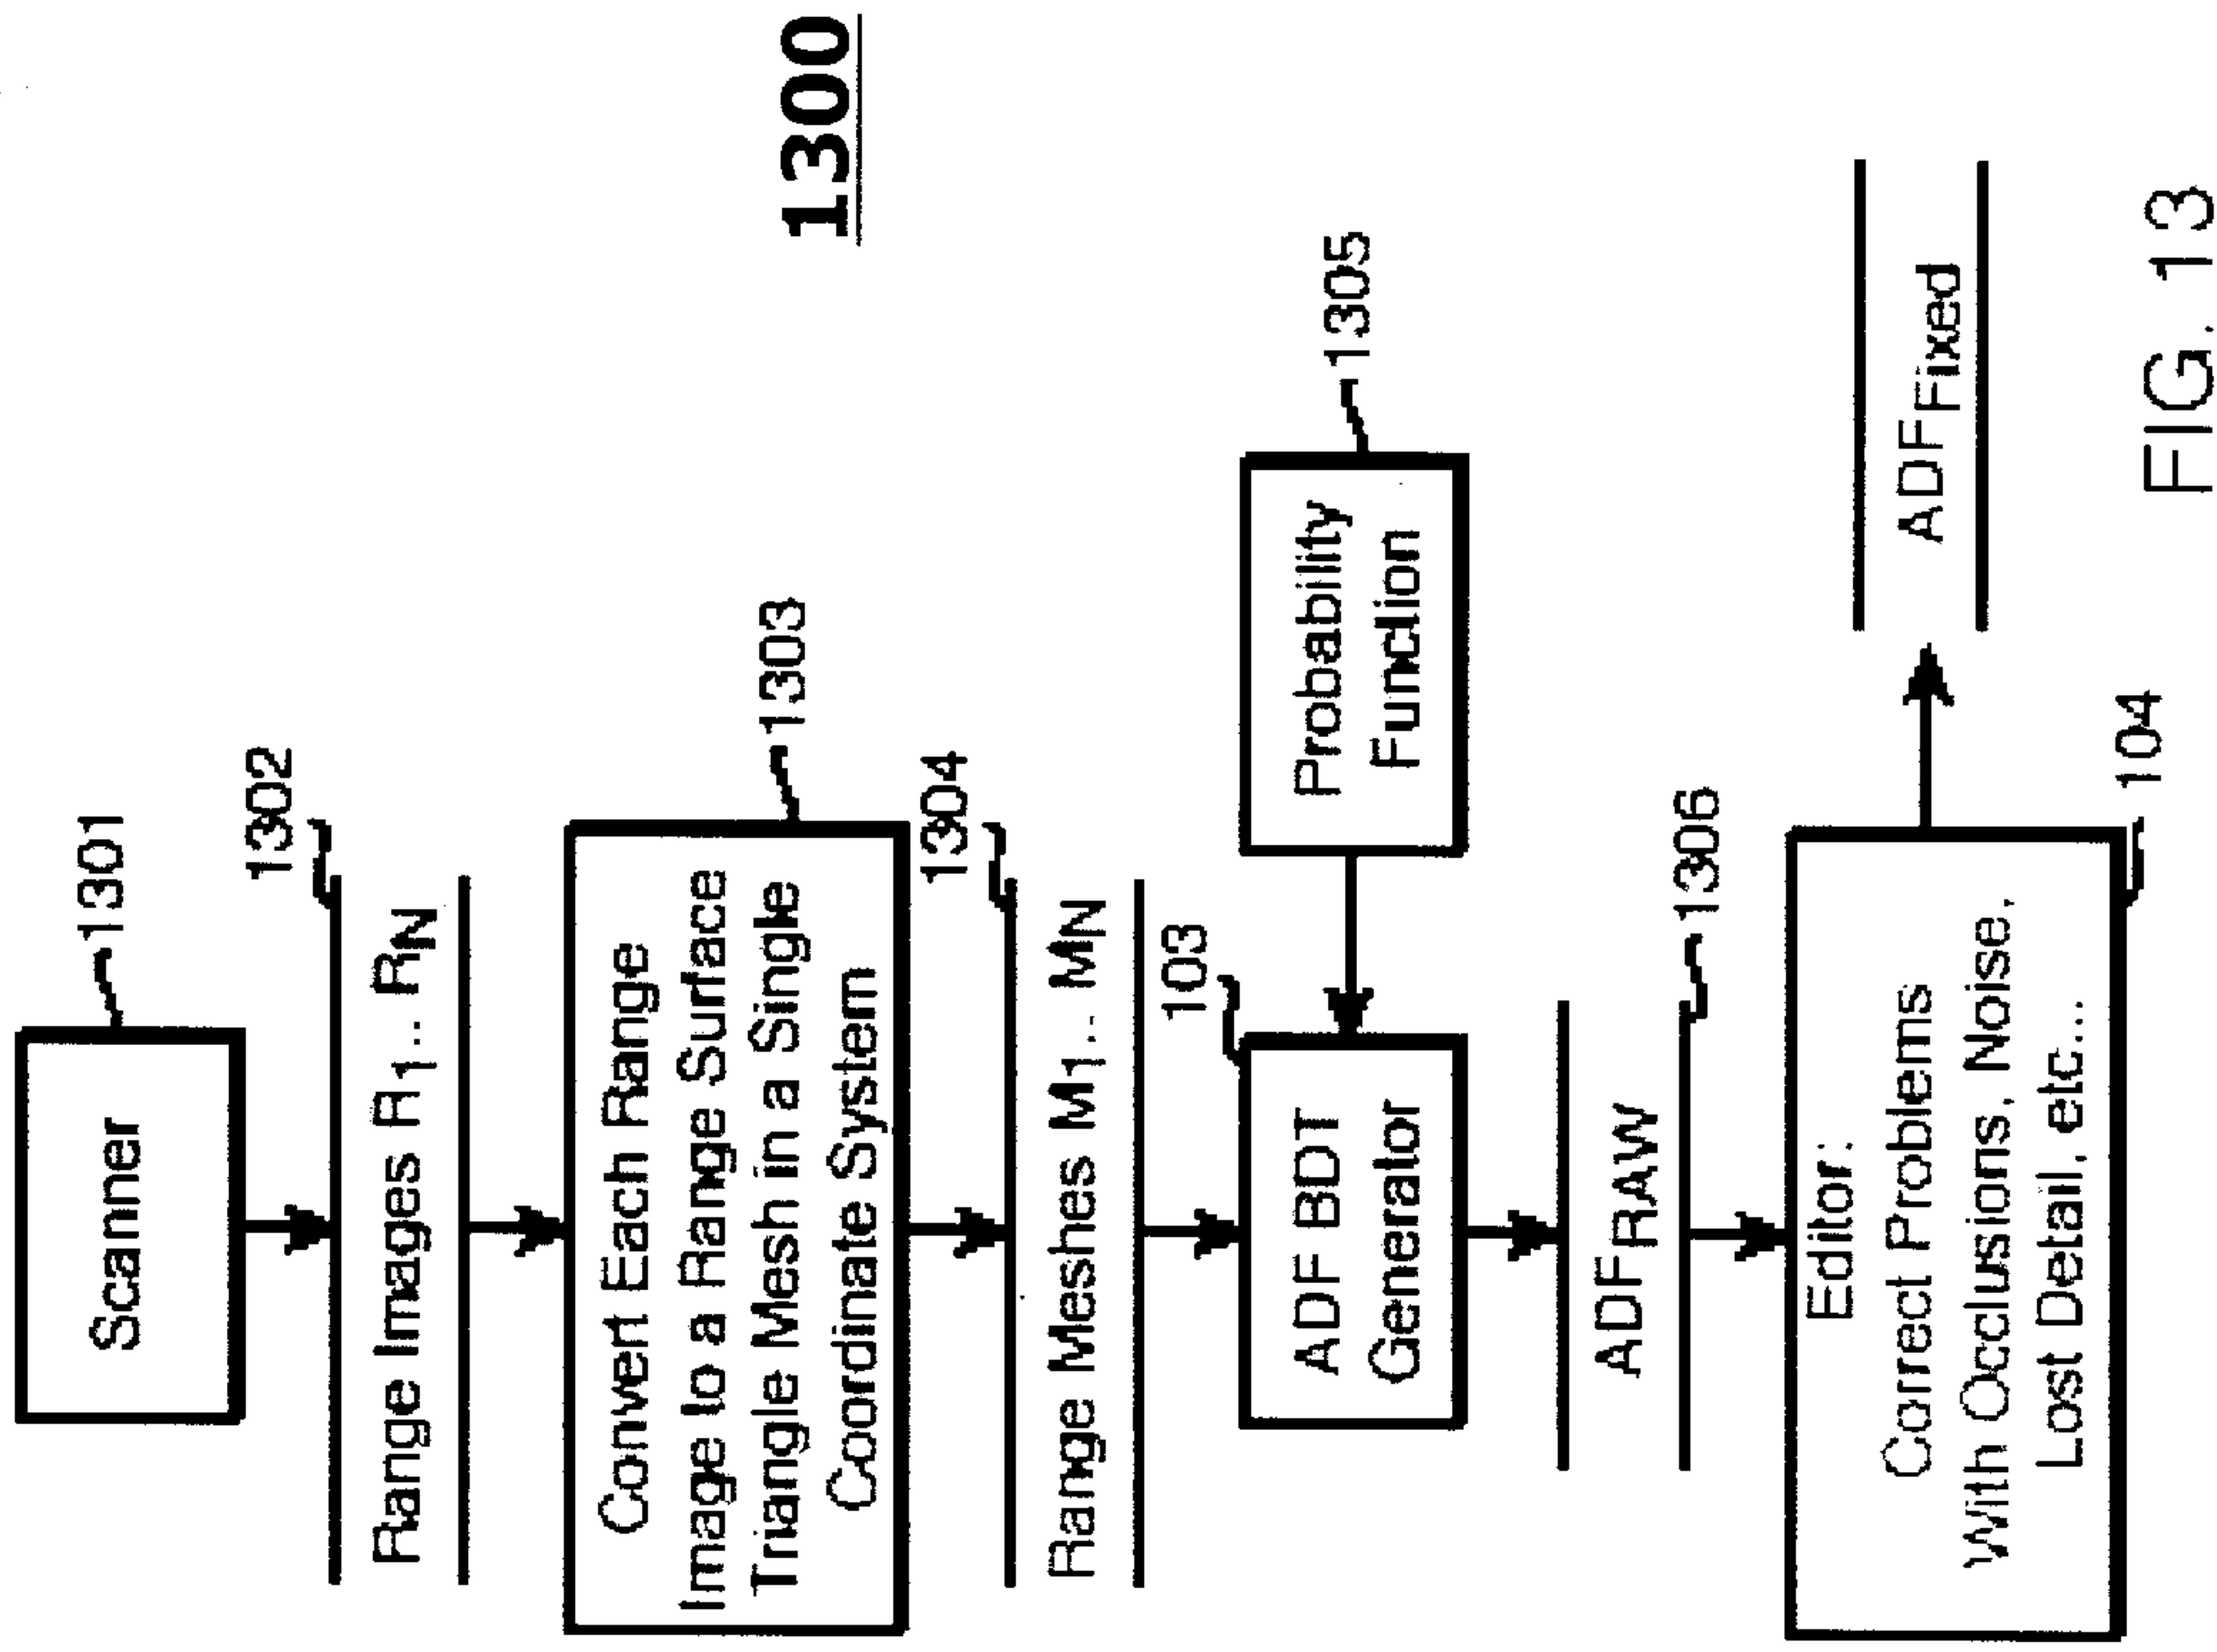 1300
1301
Scanner
1302
Range Images R1.. RN
1303
Convert Each Range
Image to a Range Surface
Triangle Mesh in a Single
Coordinate System
1304
Range Meshes M1.. MN
103
ADF BDT
Generator
1305
Probability
Function
ADFRAW
1306
Editor:
Correct Problems
With Occlusions, Noise,
Lost Detail, etc...
104
ADFFixed
FIG. 13